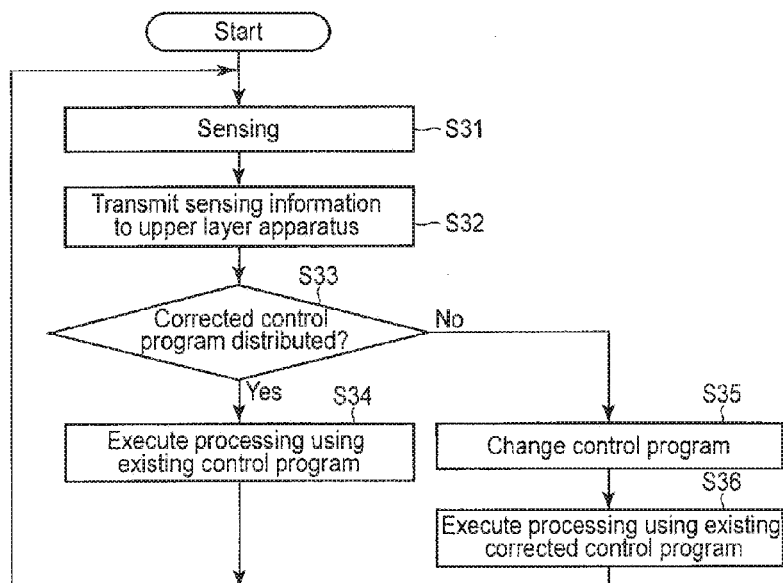 Start
Sensing
S31
Transmit sensing information
to upper layer apparatus
S32
S33
Corrected control
program distributed?
No
Yes
S34
Execute processing using
existing control program
S35
Change control program
S36
Execute processing using existing
corrected control program